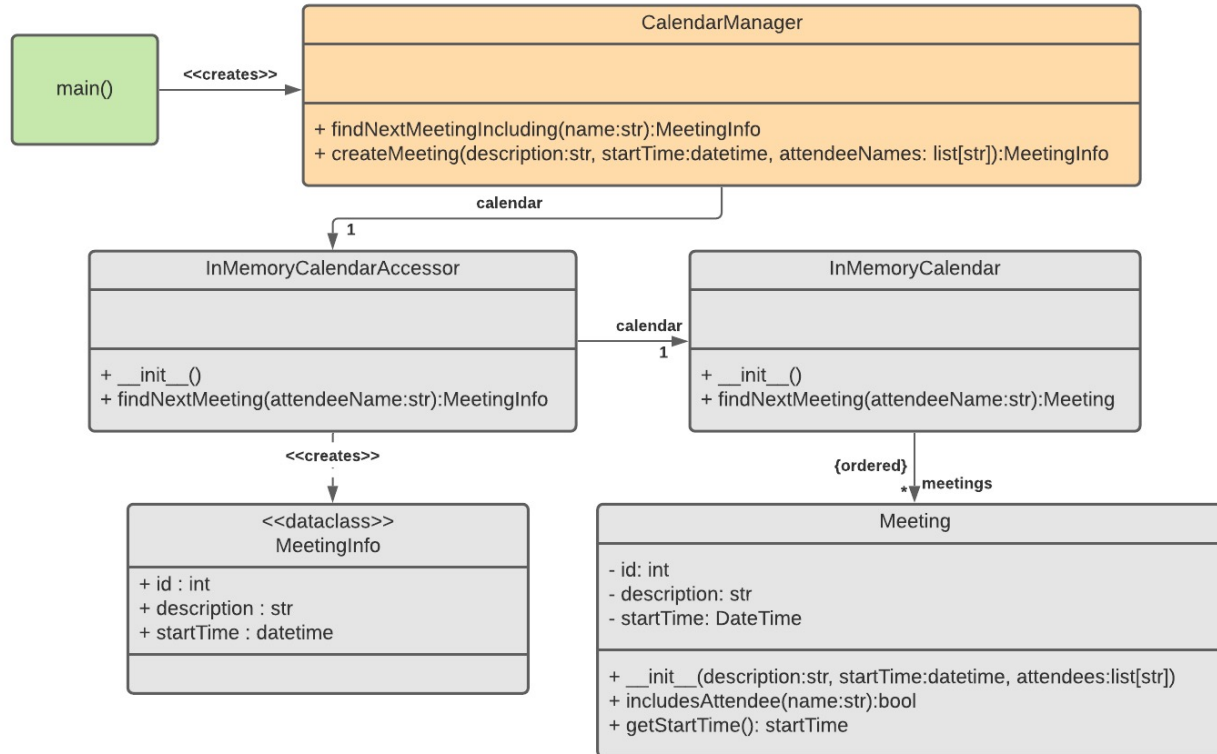 CalendarManager
main()
<<creates>>
+ findNextMeetingIncluding(name:str):MeetingInfo
+ createMeeting(description:str, startTime:datetime, attendeeNames: list[str]):MeetingInfo
calendar
1
InMemoryCalendarAccessor
+ __init__()
+ findNextMeeting(attendeeName:str):MeetingInfo
calendar
1
InMemoryCalendar
+ __init__()
+ findNextMeeting(attendeeName:str):Meeting
<<creates>>
{ordered}
* meetings
<<dataclass>>
MeetingInfo
+ id : int
+ description : str
+ startTime : datetime
Meeting
- id: int
- description: str
- startTime: DateTime
+ __init__(description:str, startTime:datetime, attendees:list[str])
+ includesAttendee(name:str):bool
+ getStartTime(): startTime